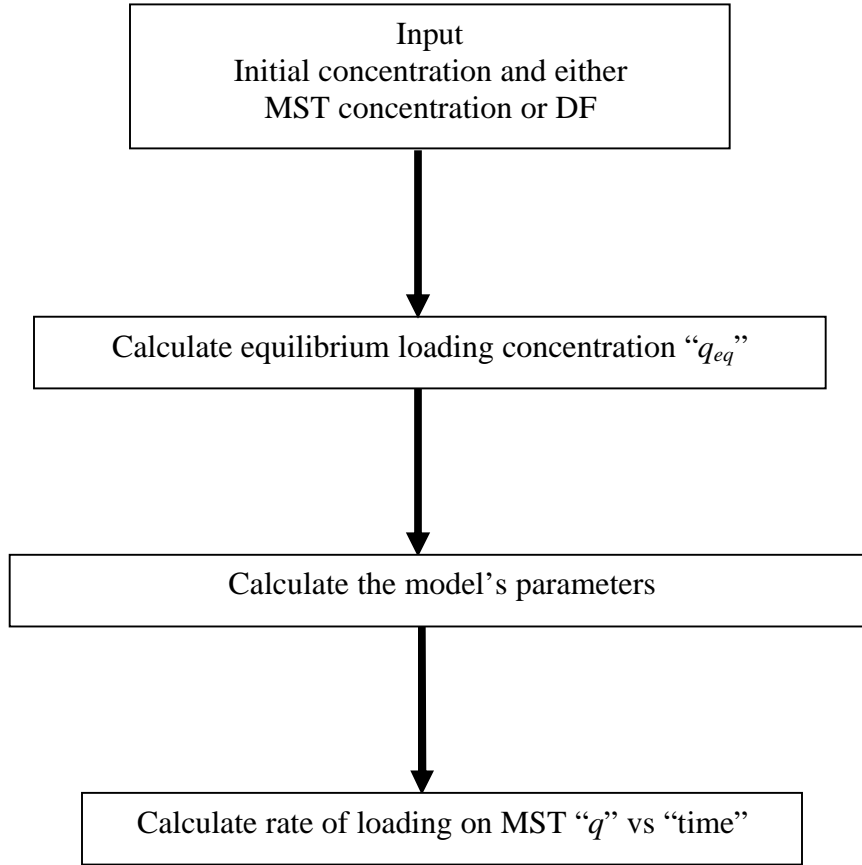 Input
Initial concentration and either
MST concentration or DF
Calculate equilibrium loading concentration “qeq”
Calculate the model’s parameters
Calculate rate of loading on MST “q” vs “time”